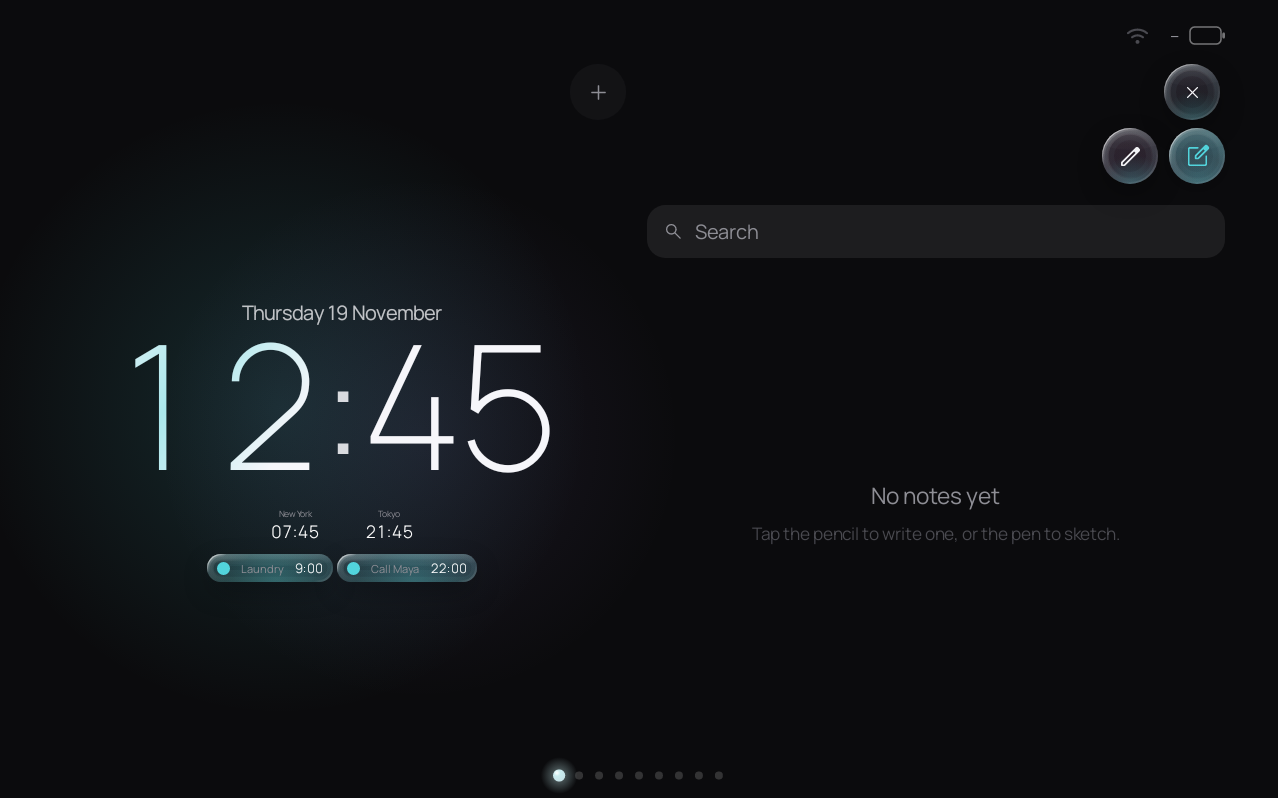 Search
Thursday 19 November
12:45
New York
07:45
Tokyo
21:45
Laundry 9:00
Call Maya 22:00
No notes yet
Tap the pencil to write one, or the pen to sketch.